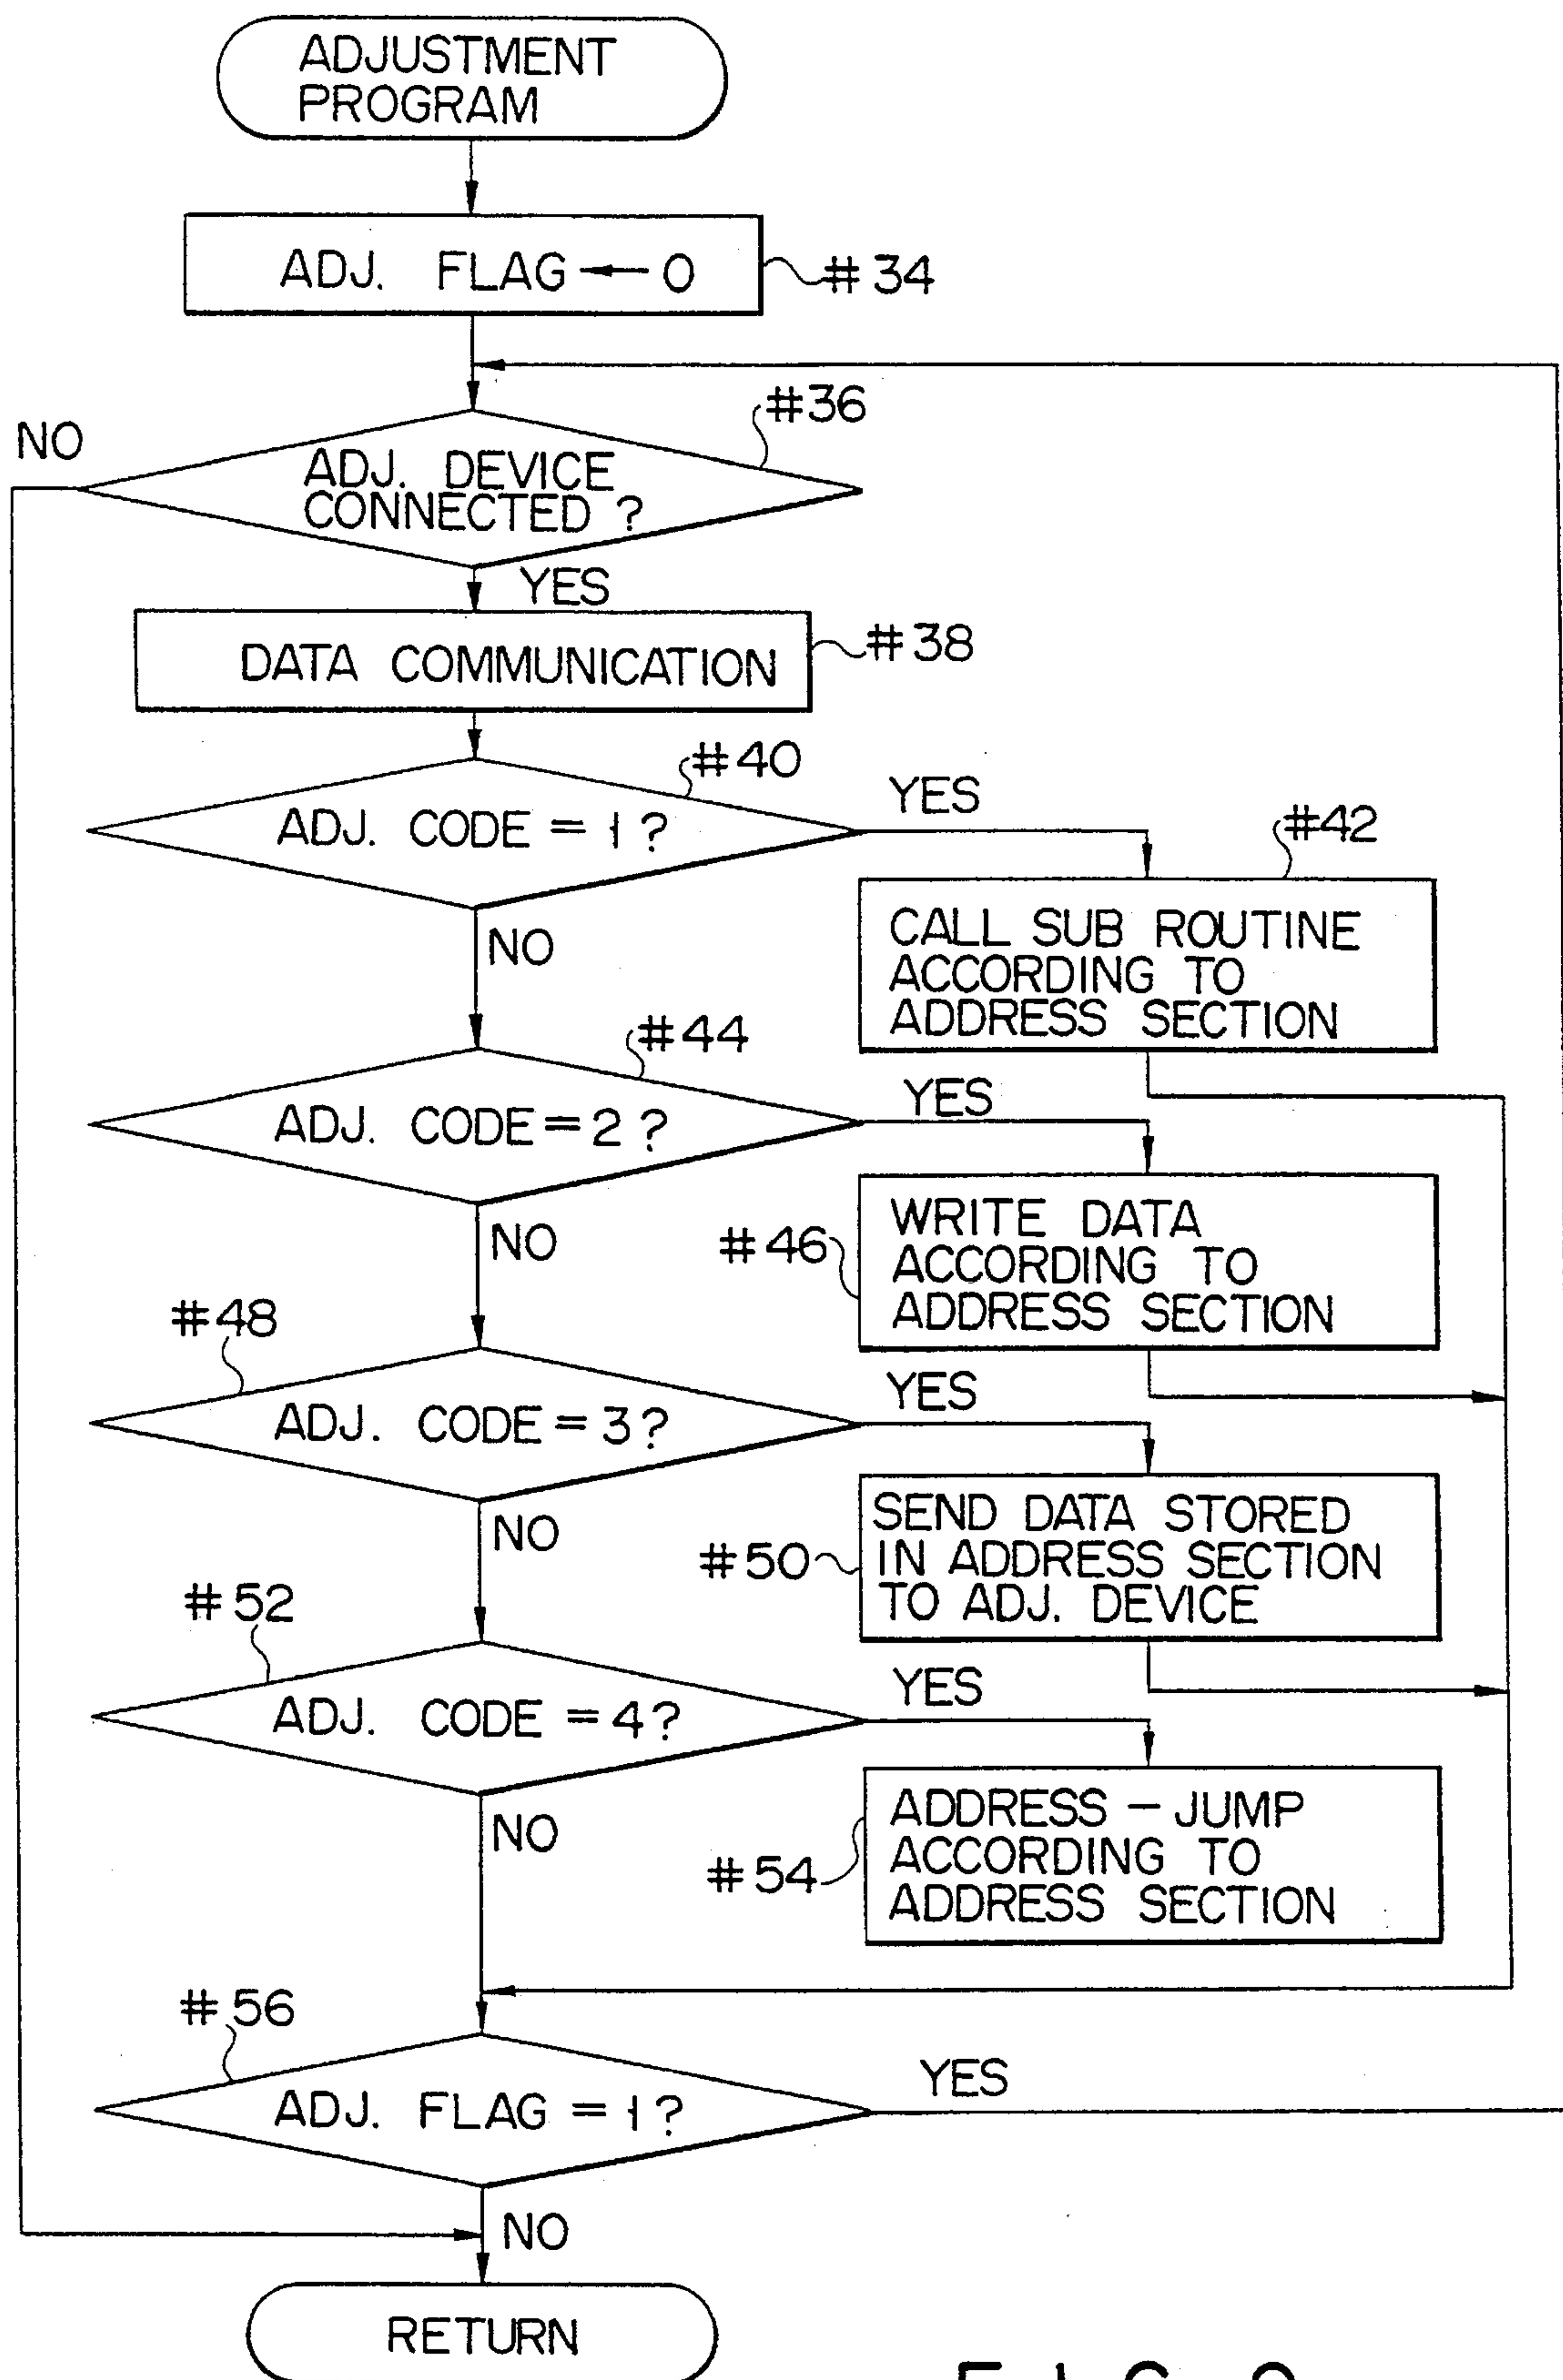 ADJUSTMENT
PROGRAM
ADJ. FLAG ← 0
#34
#36
NO
ADJ. DEVICE
CONNECTED ?
YES
DATA COMMUNICATION
#38
#40
ADJ. CODE = 1 ?
YES
#42
CALL SUB ROUTINE
ACCORDING TO
ADDRESS SECTION
NO
#44
ADJ. CODE = 2 ?
YES
WRITE DATA
ACCORDING TO
ADDRESS SECTION
#46
NO
#48
ADJ. CODE = 3 ?
YES
SEND DATA STORED
IN ADDRESS SECTION
TO ADJ. DEVICE
#50
NO
#52
ADJ. CODE = 4 ?
YES
ADDRESS - JUMP
ACCORDING TO
ADDRESS SECTION
#54
NO
#56
ADJ. FLAG = 1 ?
YES
NO
RETURN